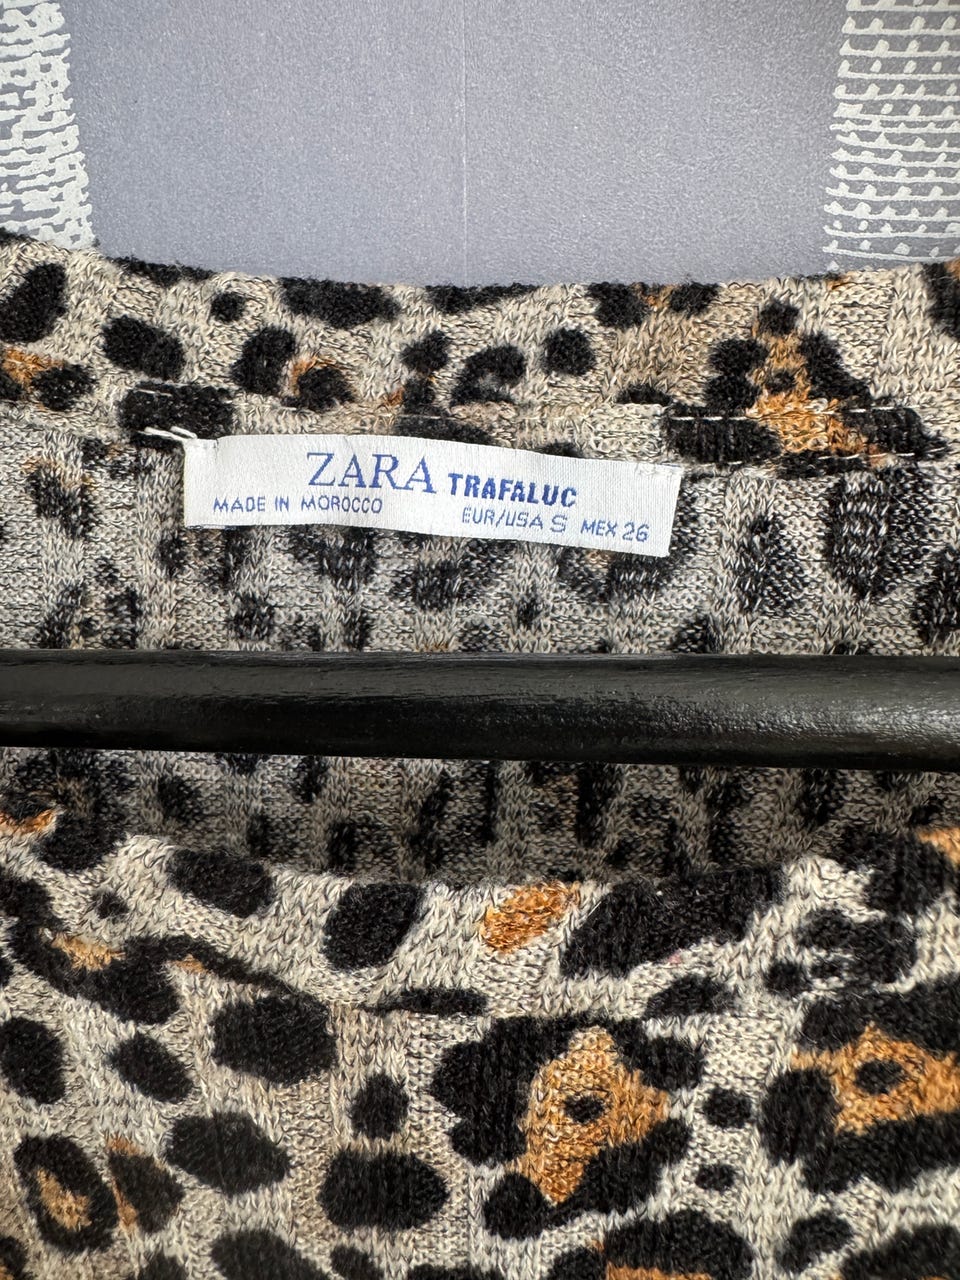 ZARA TRAFALUC
MADE IN MOROCCO EUR/USA S MEX 26